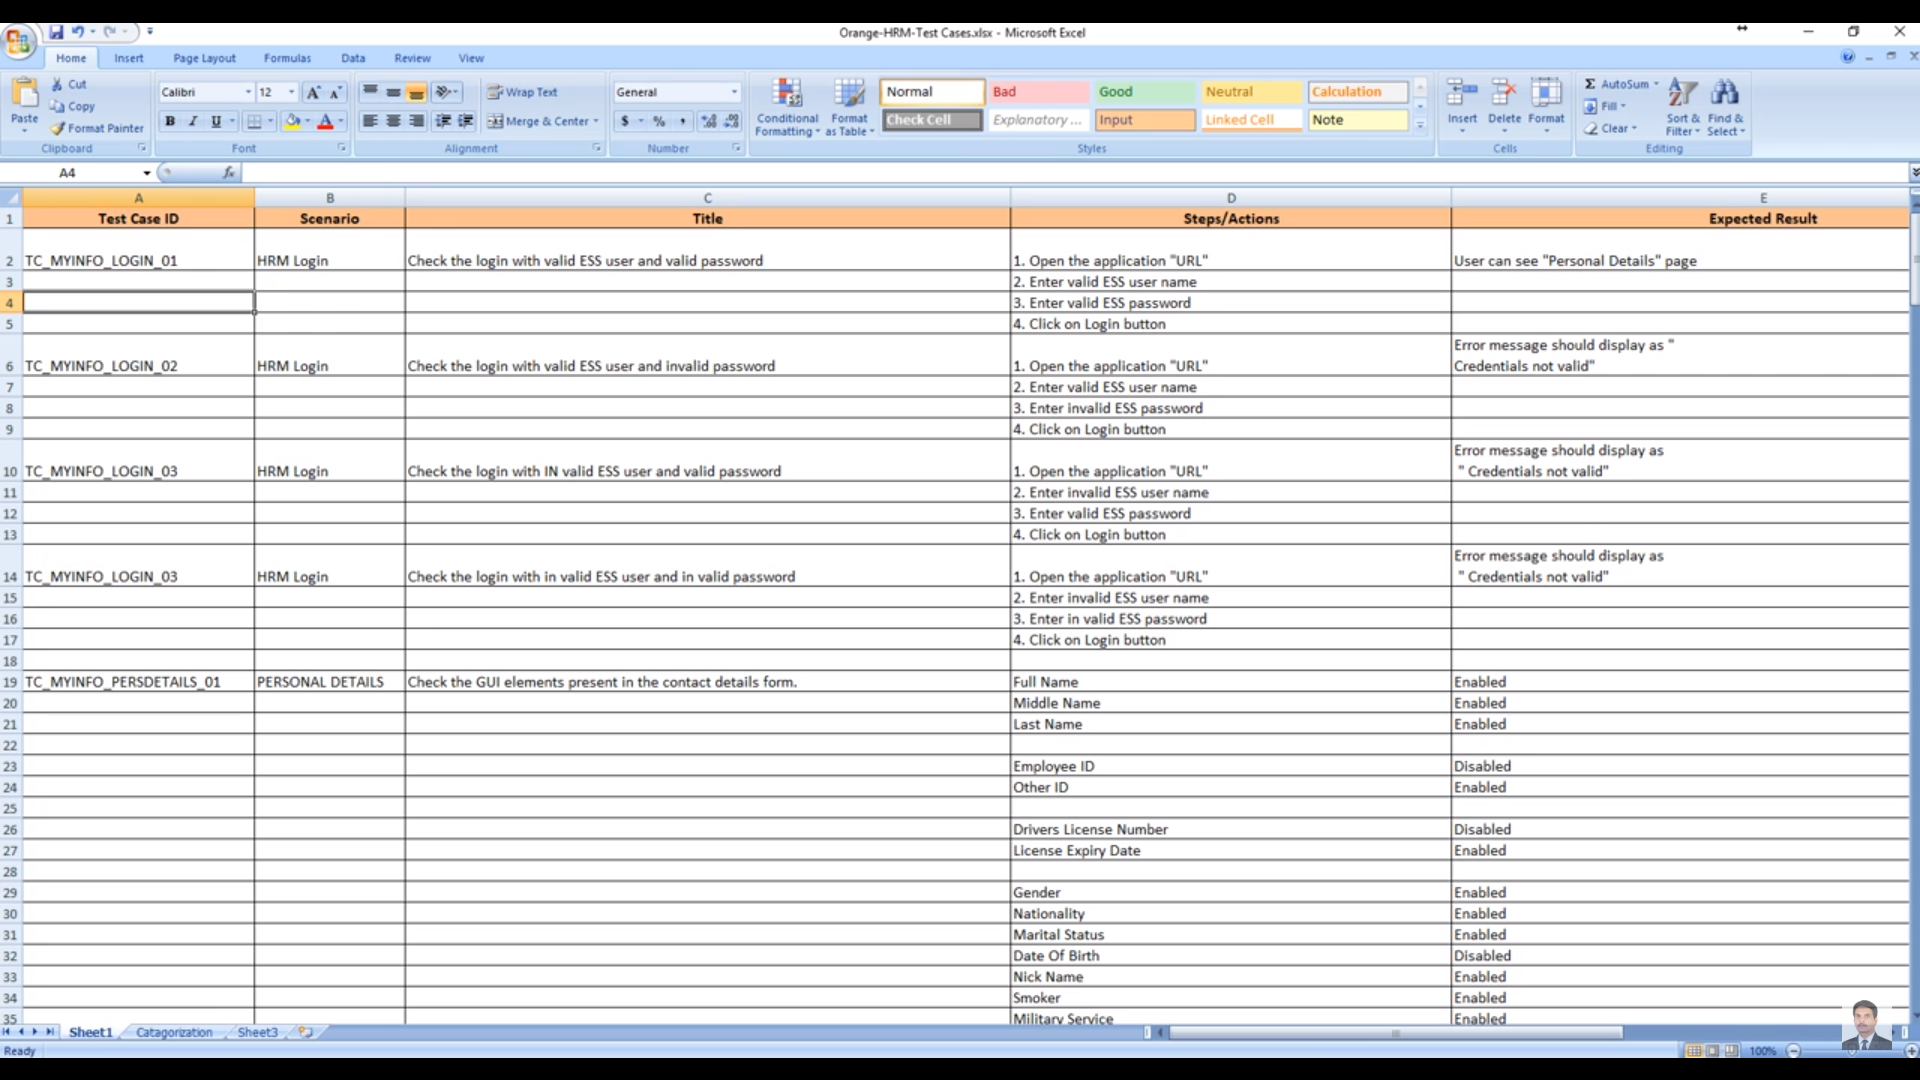 Orange-HRM-Test Cases.xlsx - Microsoft Excel
Home Insert Page Layout Formulas Data Review View
Cut
Copy
Format Painter
Paste
Clipboard
Calibri 12
B I U
Font
Wrap Text
Merge & Center
Alignment
General
$ % ,
Number
Conditional Formatting
Format as Table
Normal Bad Good Neutral Calculation
Check Cell Explanatory ... Input Linked Cell Note
Styles
Insert Delete Format
Cells
Σ AutoSum
Fill
Clear
Sort & Filter
Find & Select
Editing
A4 fx
A B C D E
1 Test Case ID Scenario Title Steps/Actions Expected Result
2 TC_MYINFO_LOGIN_01 HRM Login Check the login with valid ESS user and valid password 1. Open the application "URL" User can see "Personal Details" page
3 2. Enter valid ESS user name
4 3. Enter valid ESS password
5 4. Click on Login button
Error message should display as "
6 TC_MYINFO_LOGIN_02 HRM Login Check the login with valid ESS user and invalid password 1. Open the application "URL" Credentials not valid"
7 2. Enter valid ESS user name
8 3. Enter invalid ESS password
9 4. Click on Login button
Error message should display as
10 TC_MYINFO_LOGIN_03 HRM Login Check the login with IN valid ESS user and valid password 1. Open the application "URL" " Credentials not valid"
11 2. Enter invalid ESS user name
12 3. Enter valid ESS password
13 4. Click on Login button
Error message should display as
14 TC_MYINFO_LOGIN_03 HRM Login Check the login with in valid ESS user and in valid password 1. Open the application "URL" " Credentials not valid"
15 2. Enter invalid ESS user name
16 3. Enter in valid ESS password
17 4. Click on Login button
18
19 TC_MYINFO_PERSDETAILS_01 PERSONAL DETAILS Check the GUI elements present in the contact details form. Full Name Enabled
20 Middle Name Enabled
21 Last Name Enabled
22
23 Employee ID Disabled
24 Other ID Enabled
25
26 Drivers License Number Disabled
27 License Expiry Date Enabled
28
29 Gender Enabled
30 Nationality Enabled
31 Marital Status Enabled
32 Date Of Birth Disabled
33 Nick Name Enabled
34 Smoker Enabled
35 Military Service Enabled
Sheet1 Catagorization Sheet3
Ready 100%